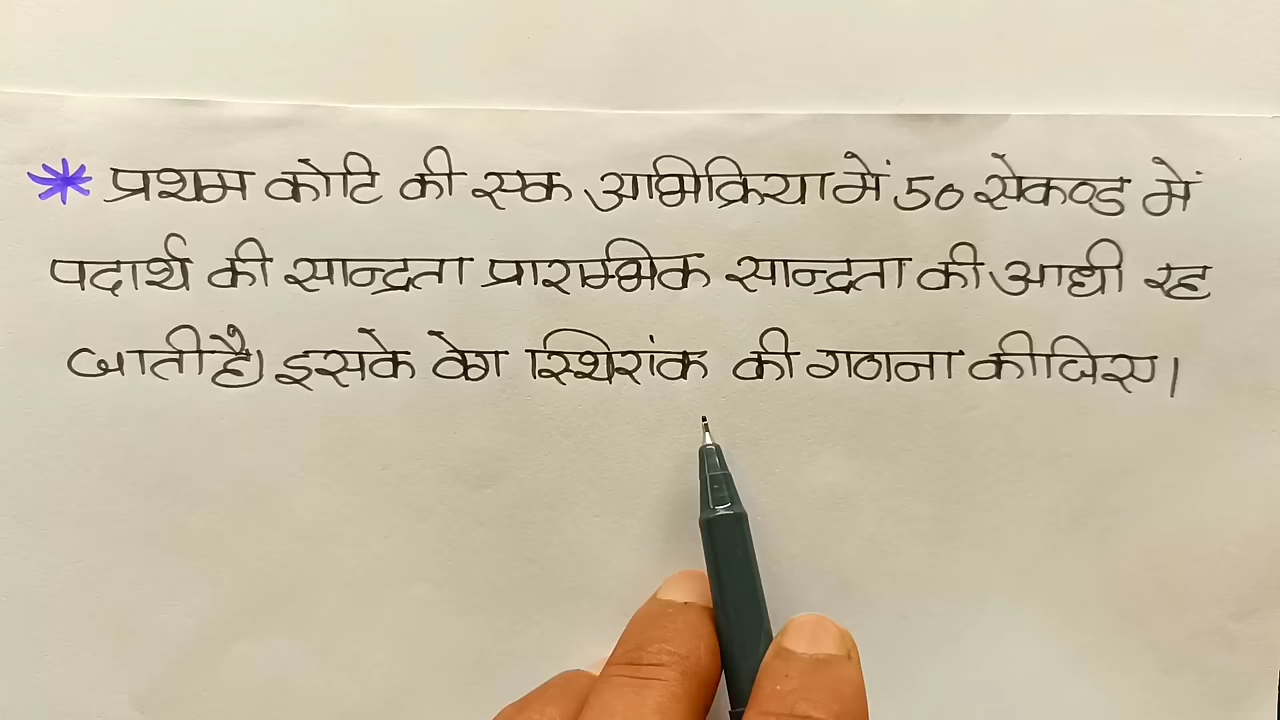 * प्रथम कोटि की एक अभिक्रिया में 50 सेकण्ड में
पदार्थ की सान्द्रता प्रारम्भिक सान्द्रता की आधी रह
जाती है। इसके वेग स्थिरांक की गणना कीजिए।